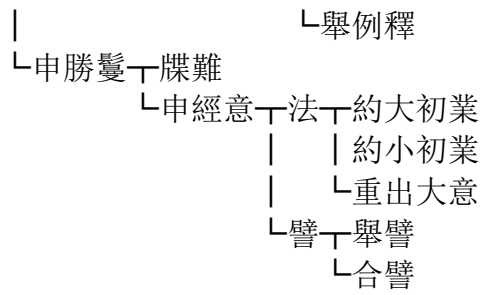 │　　　　　　　　└舉例釋
└申勝鬘┬牒難
　　　　└申經意┬法┬約大初業
　　　　　　　　│　│約小初業
　　　　　　　　│　└重出大意
　　　　　　　　└譬┬舉譬
　　　　　　　　　　└合譬